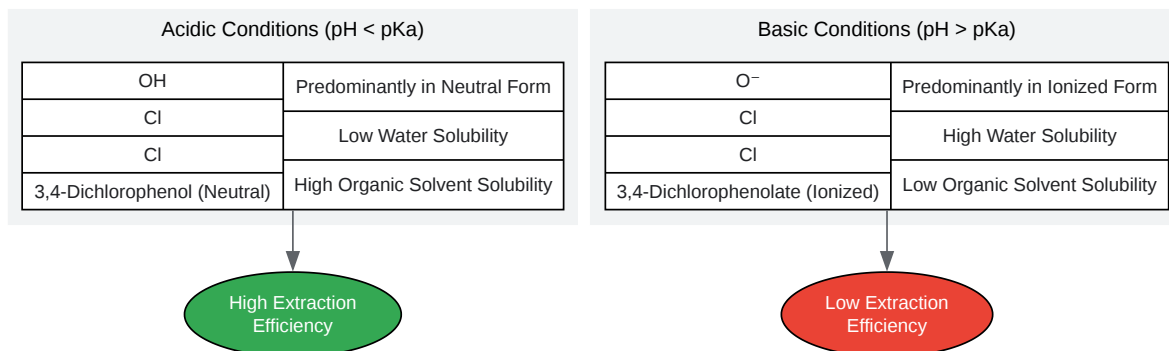 Acidic Conditions (pH < pKa)
OH
Cl
Cl
3,4-Dichlorophenol (Neutral)
Predominantly in Neutral Form
Low Water Solubility
High Organic Solvent Solubility
High Extraction
Efficiency
Basic Conditions (pH > pKa)
O⁻
Cl
Cl
3,4-Dichlorophenolate (Ionized)
Predominantly in Ionized Form
High Water Solubility
Low Organic Solvent Solubility
Low Extraction
Efficiency